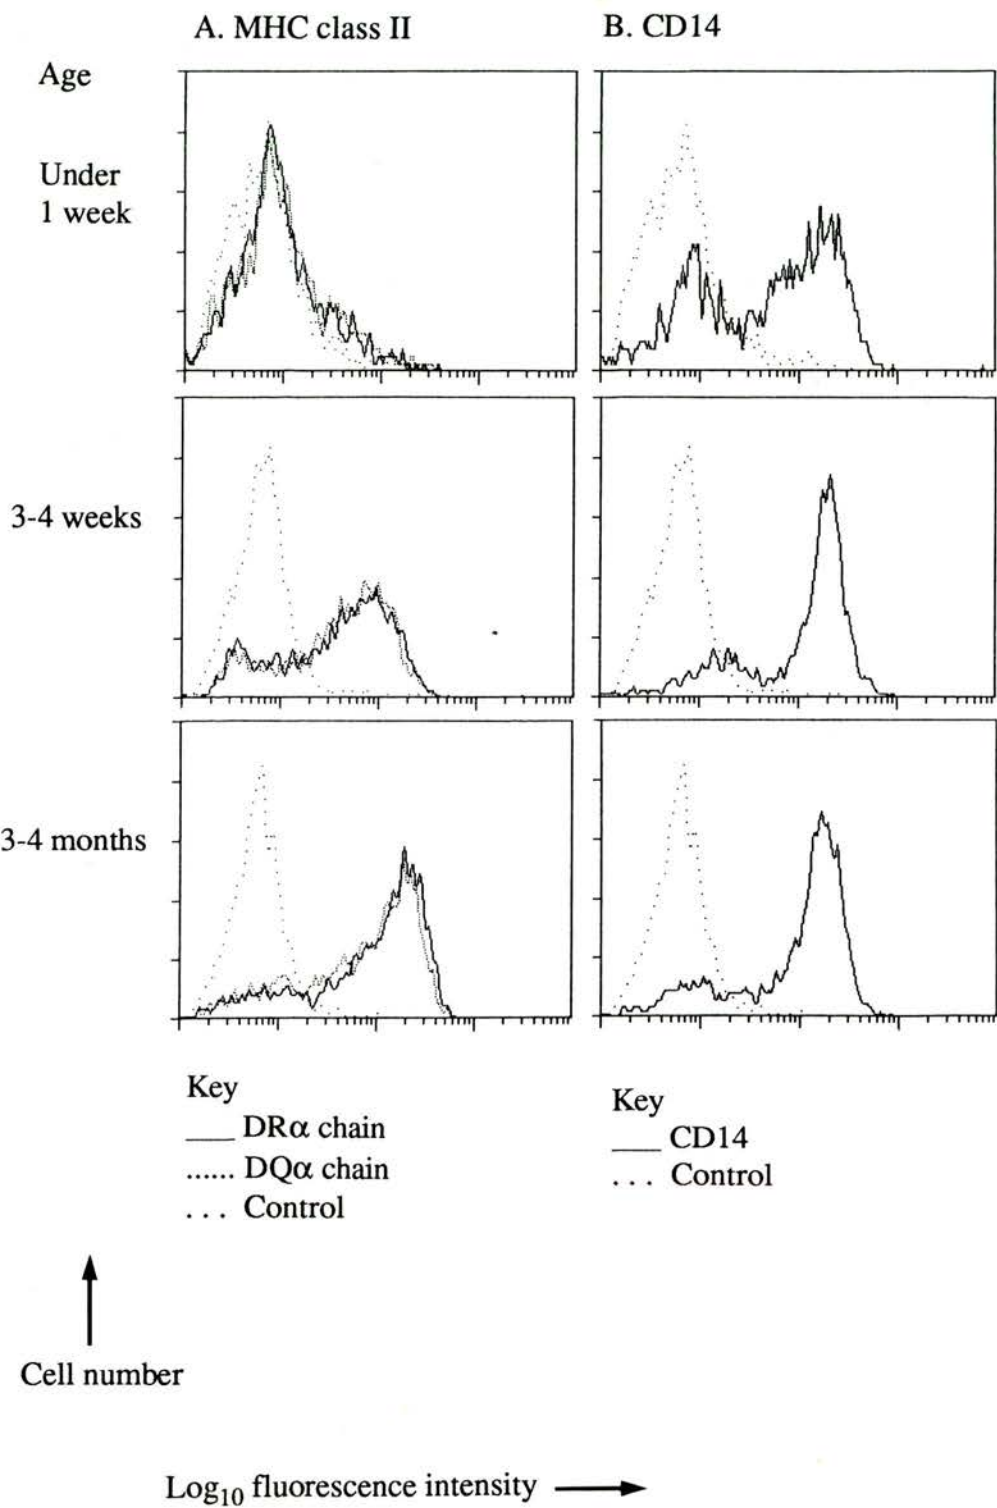 A. MHC class II
B. CD14
Age
Under
1 week
3-4 weeks
3-4 months
Key
___ DRα chain
...... DQα chain
. . . Control
Key
___ CD14
. . . Control
Cell number
Log₁₀ fluorescence intensity